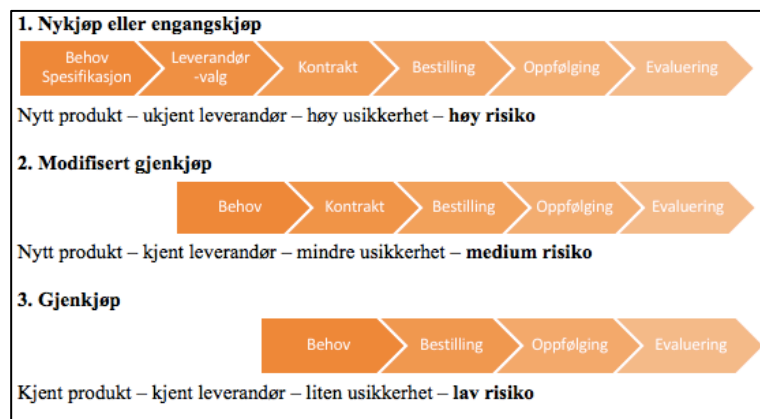 1. Nykjøp eller engangskjøp
Behov
Spesifikasjon
Leverandør
-valg
Kontrakt
Bestilling
Oppfølging
Evaluering
Nytt produkt – ukjent leverandør – høy usikkerhet – høy risiko
2. Modifisert gjenkjøp
Behov
Kontrakt
Bestilling
Oppfølging
Evaluering
Nytt produkt – kjent leverandør – mindre usikkerhet – medium risiko
3. Gjenkjøp
Behov
Bestilling
Oppfølging
Evaluering
Kjent produkt – kjent leverandør – liten usikkerhet – lav risiko